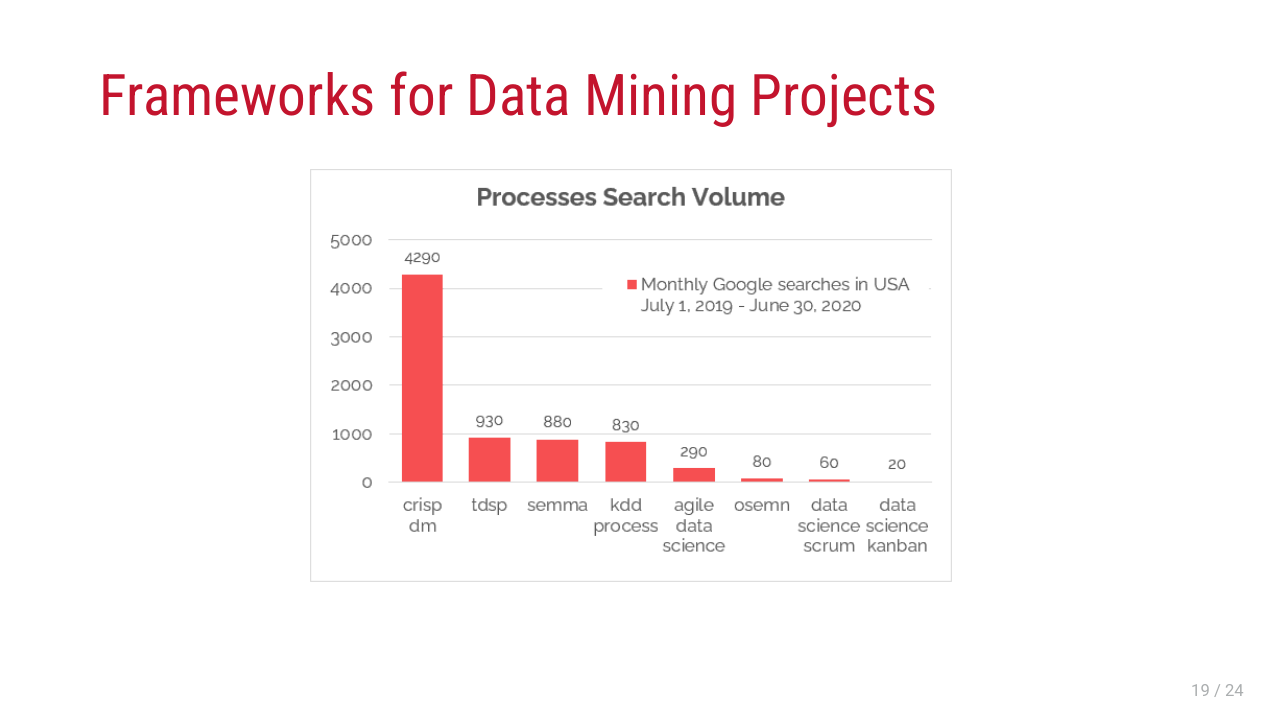 Frameworks for Data Mining Projects
Processes Search Volume
5000
4000
3000
2000
1000
0
4290
930
880
830
290
80
60
20
Monthly Google searches in USA
July 1, 2019 - June 30, 2020
crisp
dm
tdsp
semma
kdd
process
agile
data
science
osemn
data
science
scrum
data
science
kanban
19 / 24